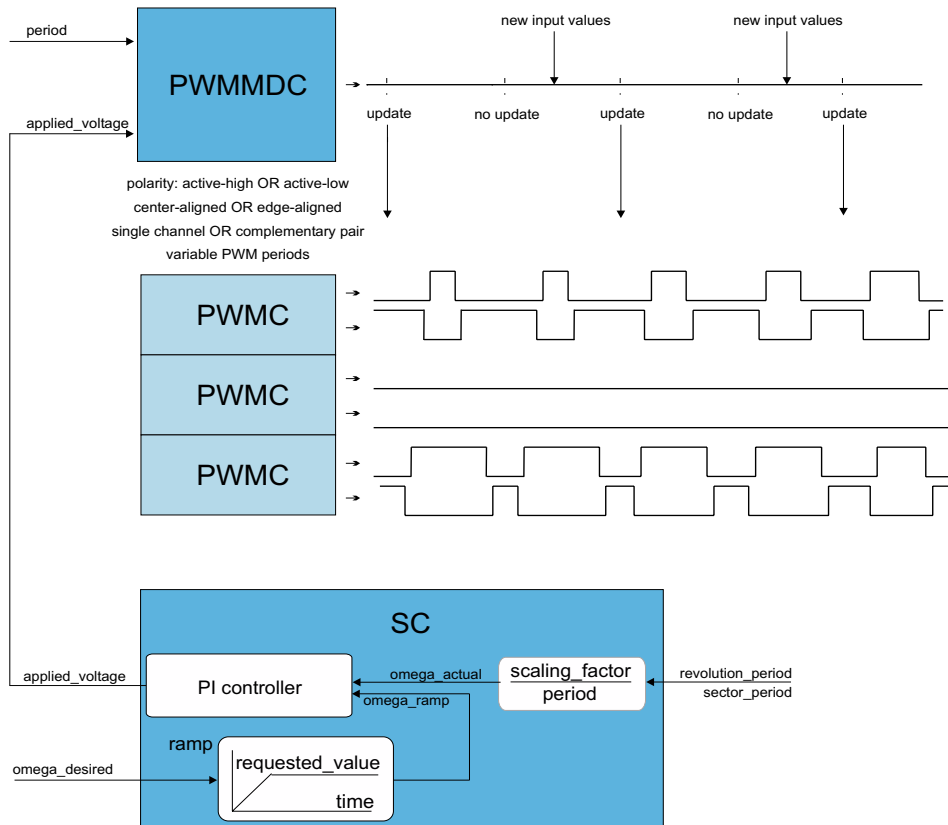 period
PWMMDC
applied_voltage
new input values
new input values
update
no update
update
no update
update
polarity: active-high OR active-low
center-aligned OR edge-aligned
single channel OR complementary pair
variable PWM periods
PWMC
PWMC
PWMC
SC
applied_voltage
PI controller
omega_actual
omega_ramp
scaling_factor
period
revolution_period
sector_period
ramp
requested_value
time
omega_desired